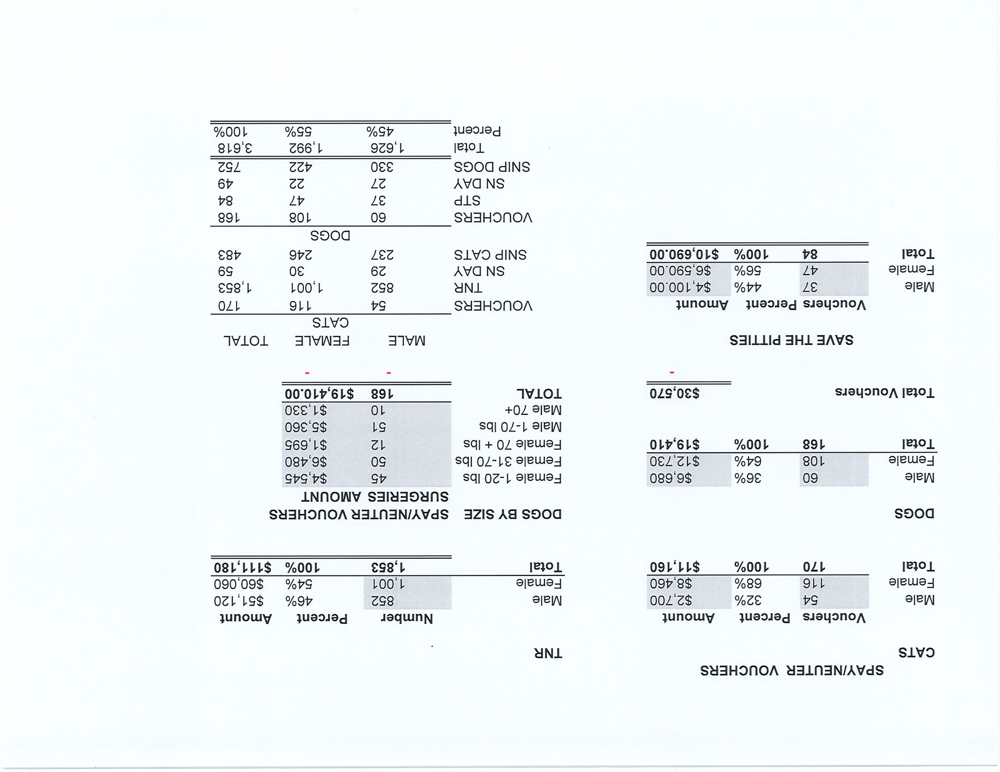 SPAY/NEUTER VOUCHERS
CATS
Vouchers Percent Amount
Male 54 32% $2,700
Female 116 68% $8,460
Total 170 100% $11,160
DOGS
Male 60 36% $6,680
Female 108 64% $12,730
Total 168 100% $19,410
Total Vouchers $30,570
-
SAVE THE PITTIES
Vouchers Percent Amount
Male 37 44% $4,100.00
Female 47 56% $6,590.00
Total 84 100% $10,690.00
TNR
Number Percent Amount
Male 852 46% $51,120
Female 1,001 54% $60,060
Total 1,853 100% $111,180
DOGS BY SIZE SPAY/NEUTER VOUCHERS
SURGERIES AMOUNT
Female 1-20 lbs 45 $4,545
Female 31-70 lbs 50 $6,480
Female 70 + lbs 12 $1,695
Male 1-70 lbs 51 $5,360
Male 70+ 10 $1,330
TOTAL 168 $19,410.00
- -
MALE FEMALE TOTAL
CATS
VOUCHERS 54 116 170
TNR 852 1,001 1,853
SN DAY 29 30 59
SNIP CATS 237 246 483
DOGS
VOUCHERS 60 108 168
STP 37 47 84
SN DAY 27 22 49
SNIP DOGS 330 422 752
Total 1,626 1,992 3,618
Percent 45% 55% 100%